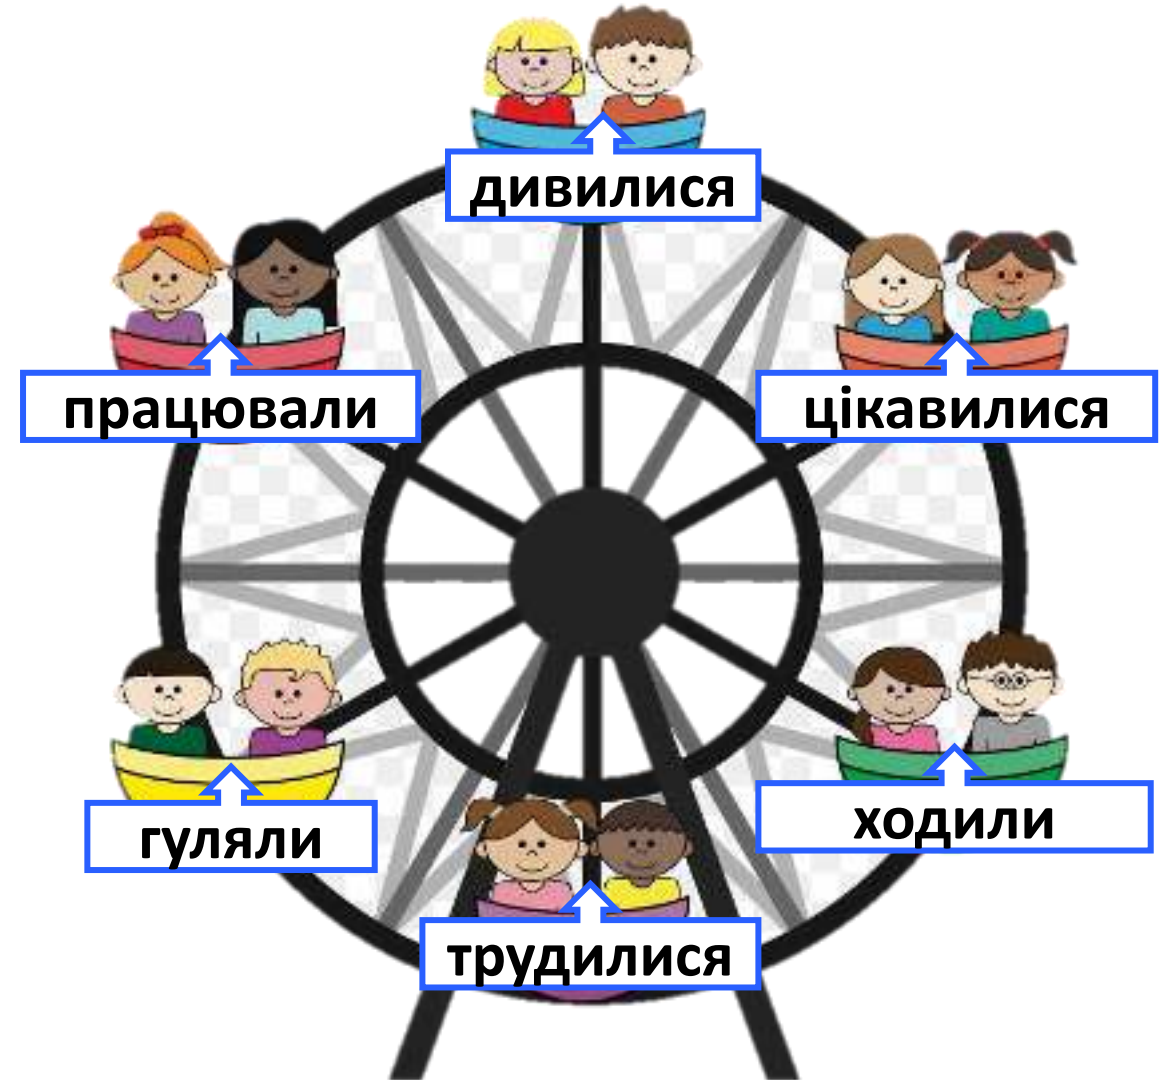 дивилися
працювали
цікавилися
гуляли
ходили
трудилися